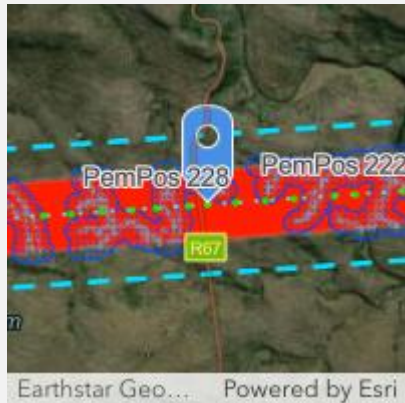 PemPos 228
PemPos 222
R67
m
Earthstar Geo... Powered by Esri